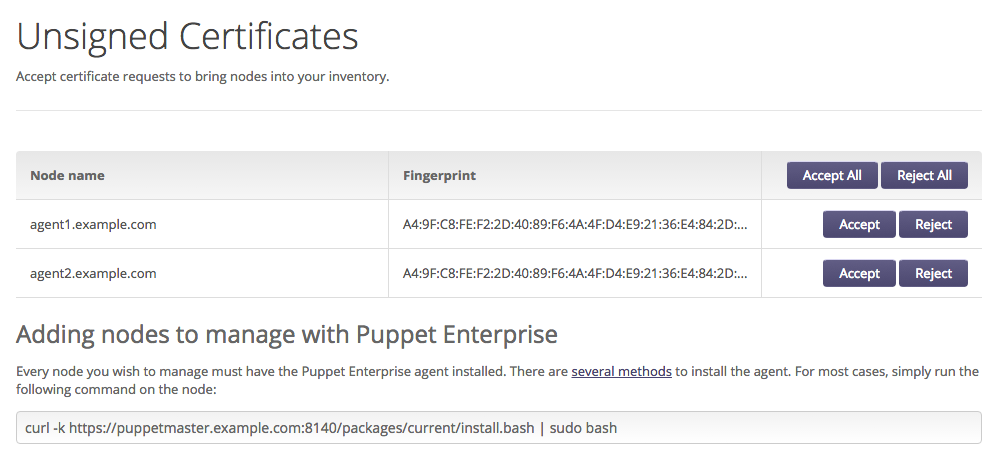 Unsigned Certificates
Accept certificate requests to bring nodes into your inventory.
Node name Fingerprint Accept All Reject All
agent1.example.com A4:9F:C8:FE:F2:2D:40:89:F6:4A:4F:D4:E9:21:36:E4:84:2D:... Accept Reject
agent2.example.com A4:9F:C8:FE:F2:2D:40:89:F6:4A:4F:D4:E9:21:36:E4:84:2D:... Accept Reject
Adding nodes to manage with Puppet Enterprise
Every node you wish to manage must have the Puppet Enterprise agent installed. There are several methods to install the agent. For most cases, simply run the
following command on the node:
curl -k https://puppetmaster.example.com:8140/packages/current/install.bash | sudo bash